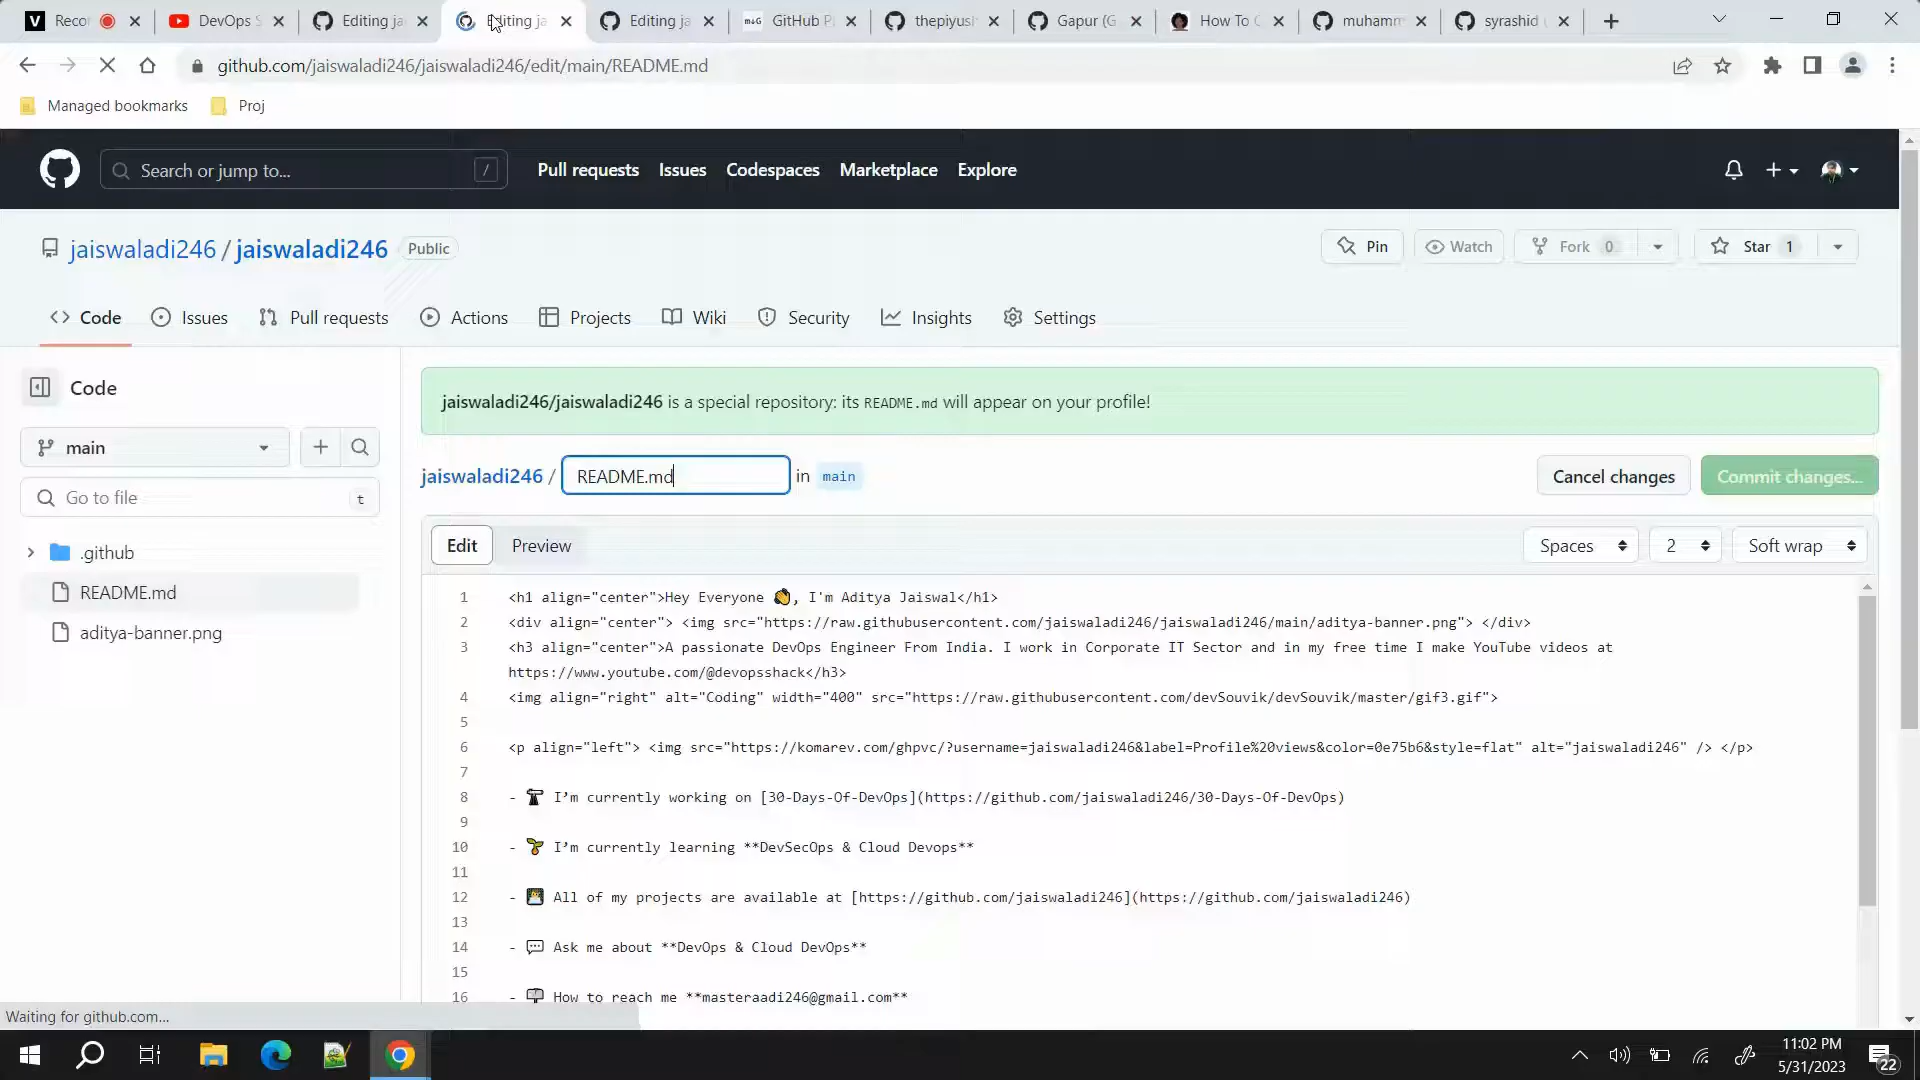 Recor
DevOps S
Editing ja
Editing ja
Editing ja
GitHub P
thepiyush
Gapur (G
How To C
muhamm
syrashid (
github.com/jaiswaladi246/jaiswaladi246/edit/main/README.md
Managed bookmarks
Proj
Search or jump to...
/
Pull requests
Issues
Codespaces
Marketplace
Explore
jaiswaladi246 / jaiswaladi246
Public
Pin
Watch
Fork 0
Star 1
Code
Issues
Pull requests
Actions
Projects
Wiki
Security
Insights
Settings
Code
main
Go to file
t
.github
README.md
aditya-banner.png
jaiswaladi246/jaiswaladi246 is a special repository: its README.md will appear on your profile!
jaiswaladi246 / README.md in main
Cancel changes
Commit changes...
Edit
Preview
Spaces
2
Soft wrap
1 <h1 align="center">Hey Everyone 👋, I'm Aditya Jaiswal</h1>
2 <div align="center"> <img src="https://raw.githubusercontent.com/jaiswaladi246/jaiswaladi246/main/aditya-banner.png"> </div>
3 <h3 align="center">A passionate DevOps Engineer From India. I work in Corporate IT Sector and in my free time I make YouTube videos at
https://www.youtube.com/@devopsshack</h3>
4 <img align="right" alt="Coding" width="400" src="https://raw.githubusercontent.com/devSouvik/devSouvik/master/gif3.gif">
5
6 <p align="left"> <img src="https://komarev.com/ghpvc/?username=jaiswaladi246&label=Profile%20views&color=0e75b6&style=flat" alt="jaiswaladi246" /> </p>
7
8 - 🔭 I’m currently working on [30-Days-Of-DevOps](https://github.com/jaiswaladi246/30-Days-Of-DevOps)
9
10 - 🌱 I’m currently learning **DevSecOps & Cloud Devops**
11
12 - 👨‍💻 All of my projects are available at [https://github.com/jaiswaladi246](https://github.com/jaiswaladi246)
13
14 - 💬 Ask me about **DevOps & Cloud DevOps**
15
16 - 📫 How to reach me **masteraadi246@gmail.com**
Waiting for github.com...
11:02 PM
5/31/2023
22